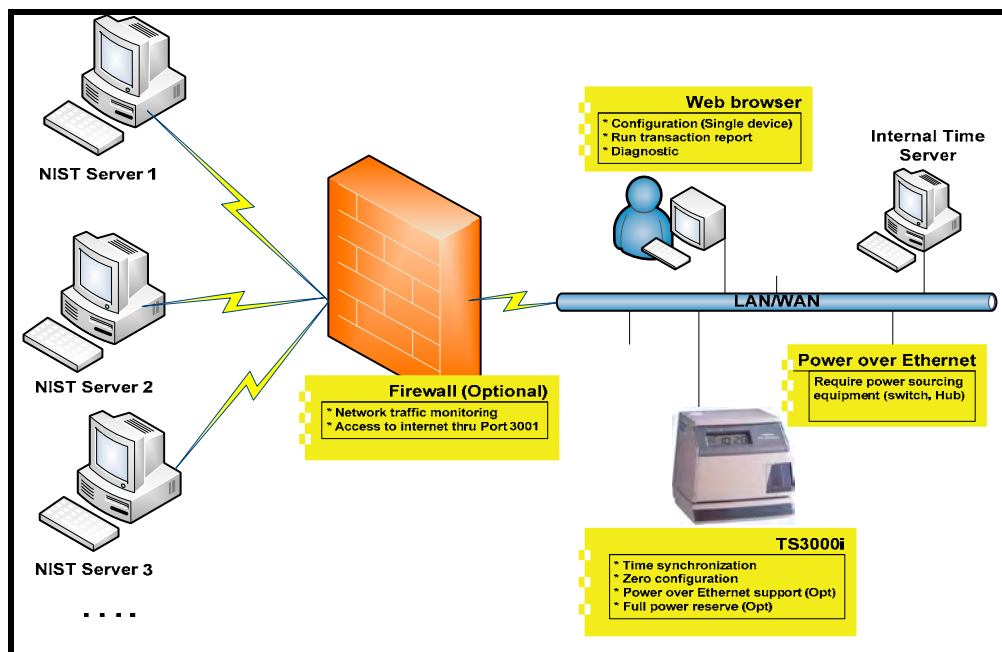 NIST Server 1
NIST Server 2
NIST Server 3
. . . .
Firewall (Optional)
* Network traffic monitoring
* Access to internet thru Port 3001
Web browser
* Configuration (Single device)
* Run transaction report
* Diagnostic
Internal Time
Server
LAN/WAN
Power over Ethernet
Require power sourcing
equipment (switch, Hub)
10:28
TS3000i
* Time synchronization
* Zero configuration
* Power over Ethernet support (Opt)
* Full power reserve (Opt)